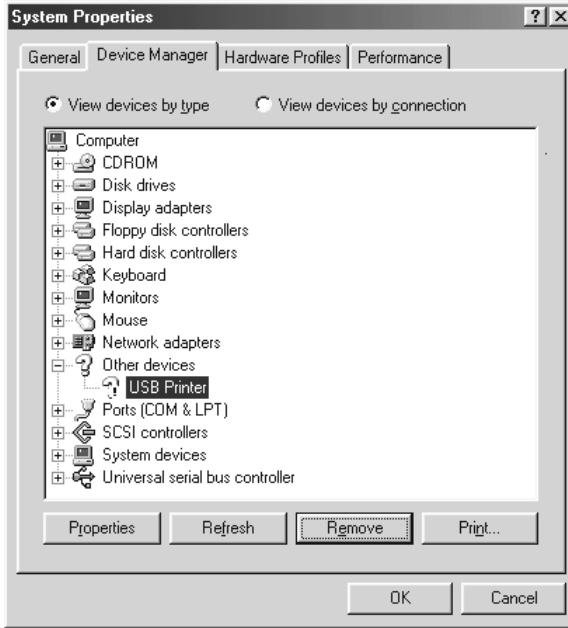 System Properties
General Device Manager Hardware Profiles Performance
View devices by type View devices by connection
Computer
CDROM
Disk drives
Display adapters
Floppy disk controllers
Hard disk controllers
Keyboard
Monitors
Mouse
Network adapters
Other devices
USB Printer
Ports (COM & LPT)
SCSI controllers
System devices
Universal serial bus controller
Properties Refresh Remove Print...
OK Cancel